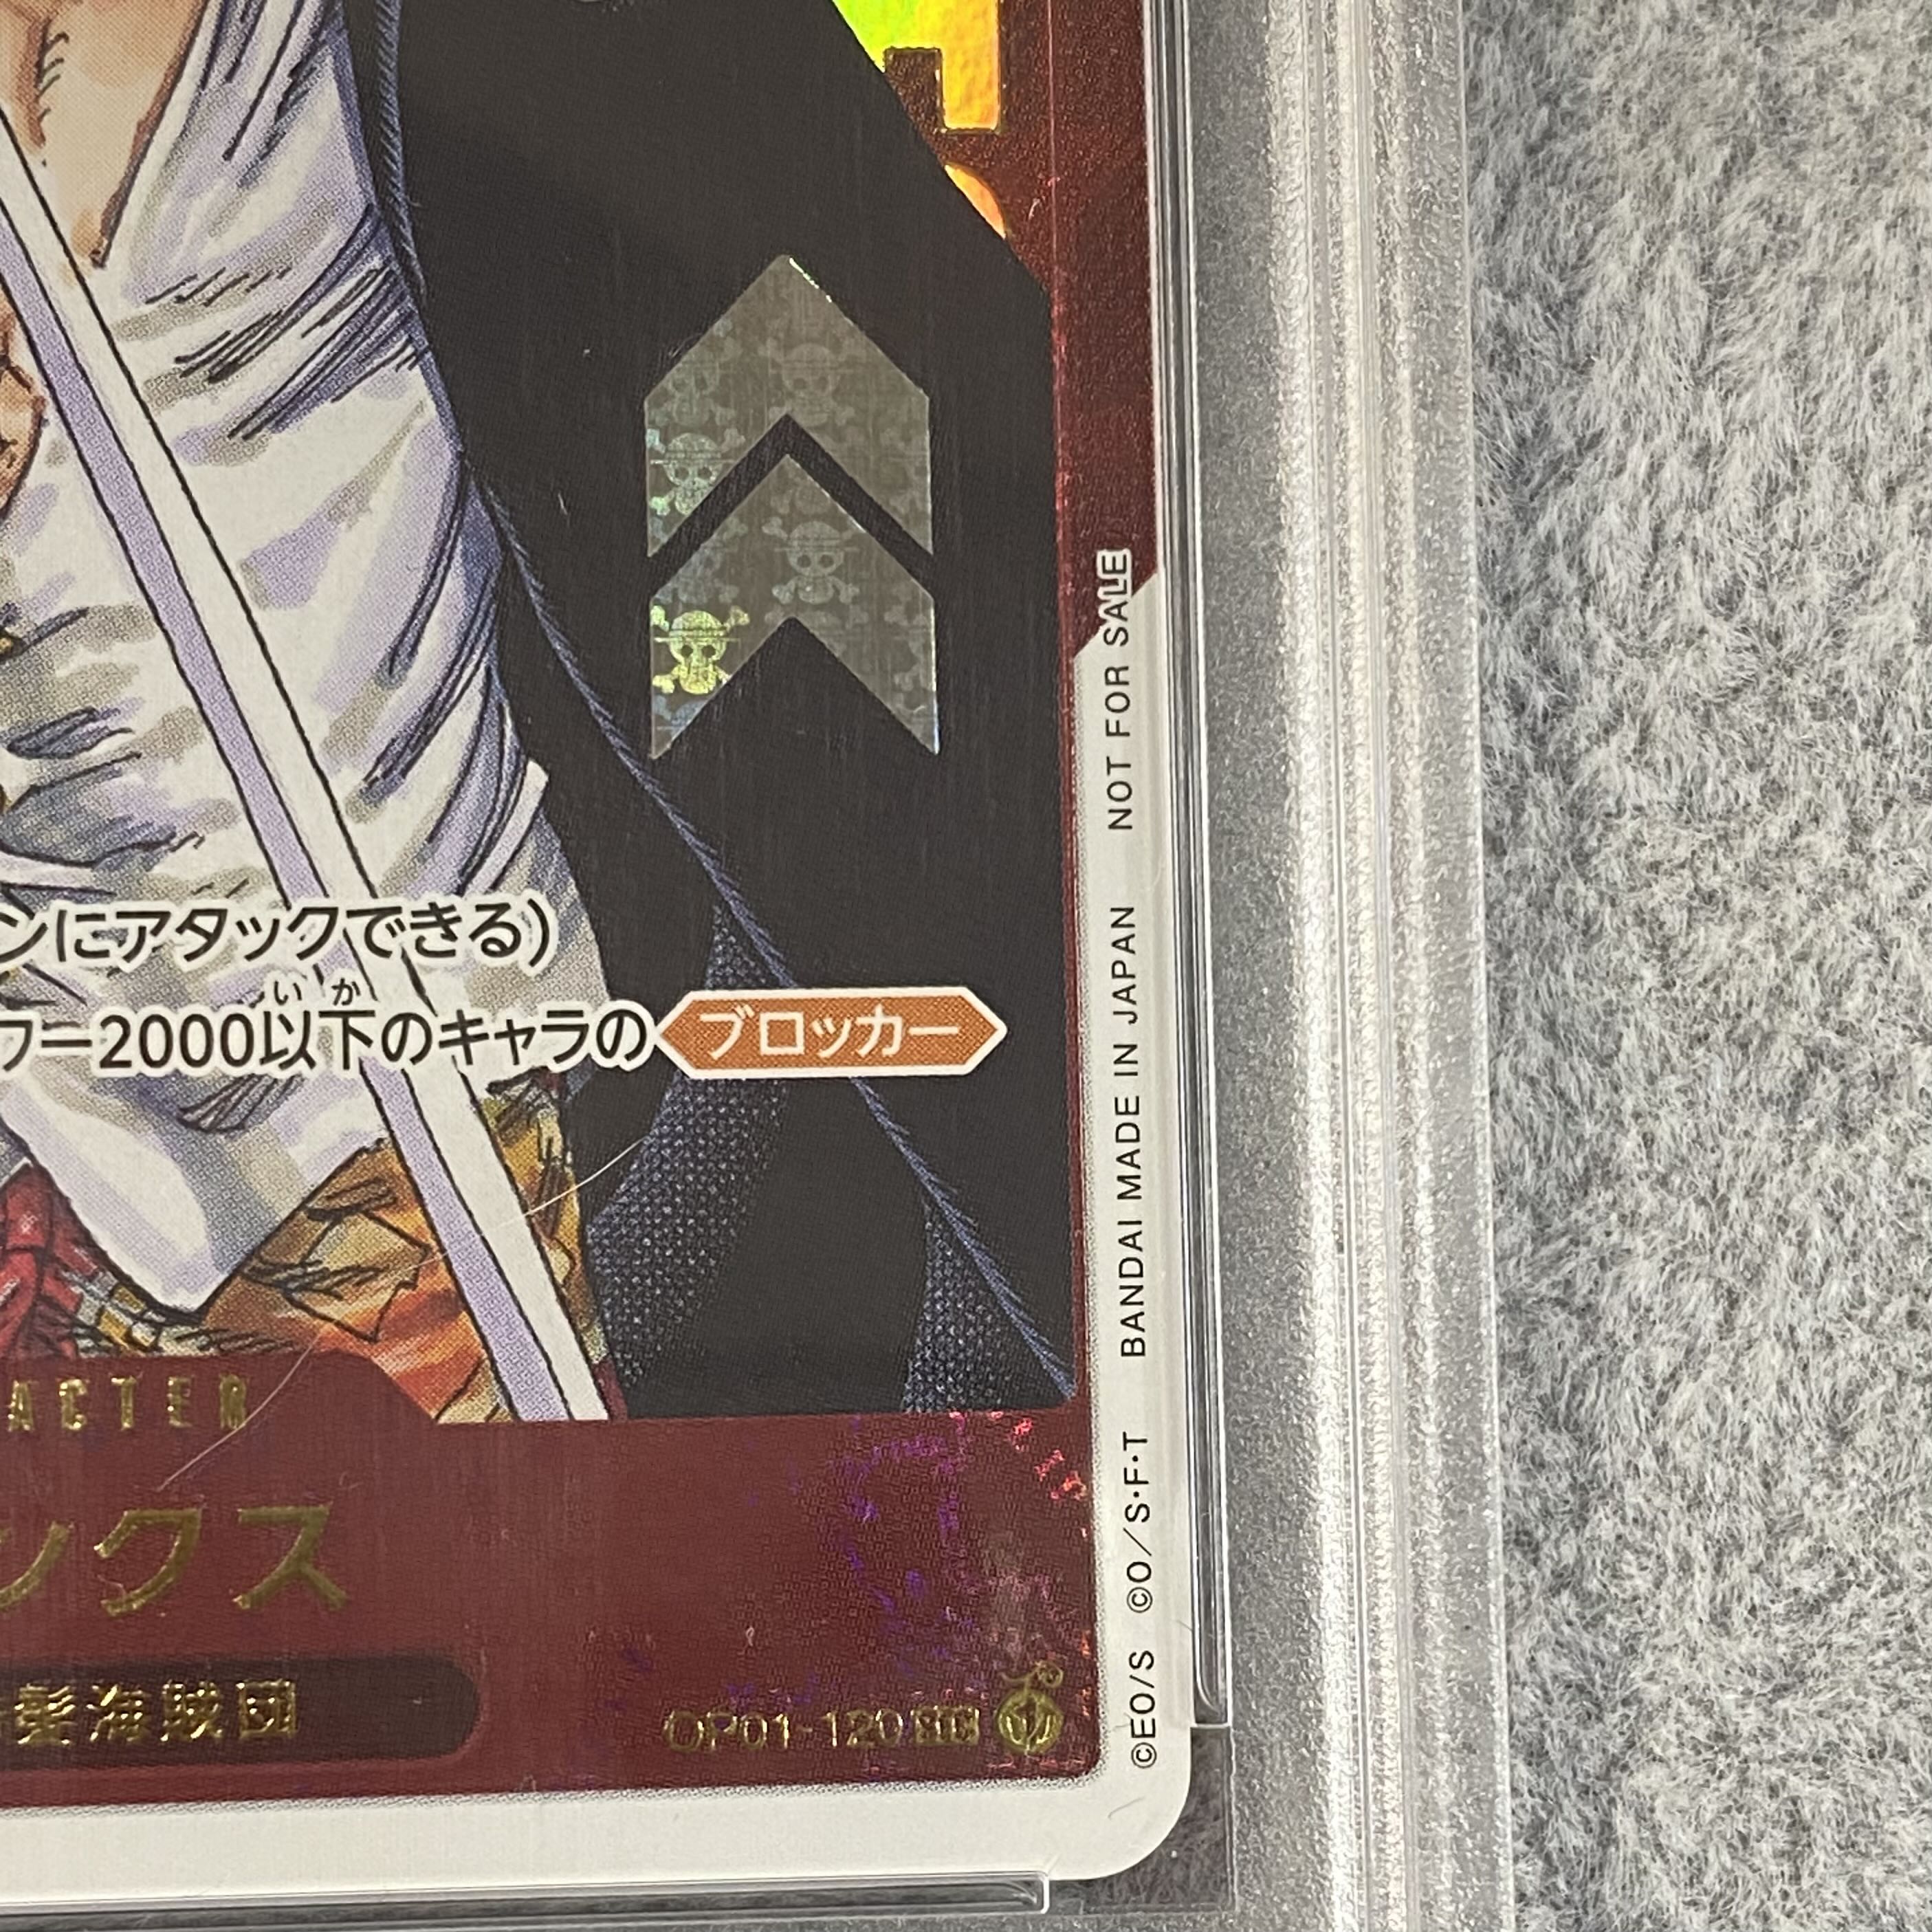 ンにアタックできる)
いか
ワー2000以下のキャラの ブロッカー
ACTER
ンクス
髪海賊団
OP01-120 SEC
©EO/S ©O/S·F·T BANDAI MADE IN JAPAN NOT FOR SALE